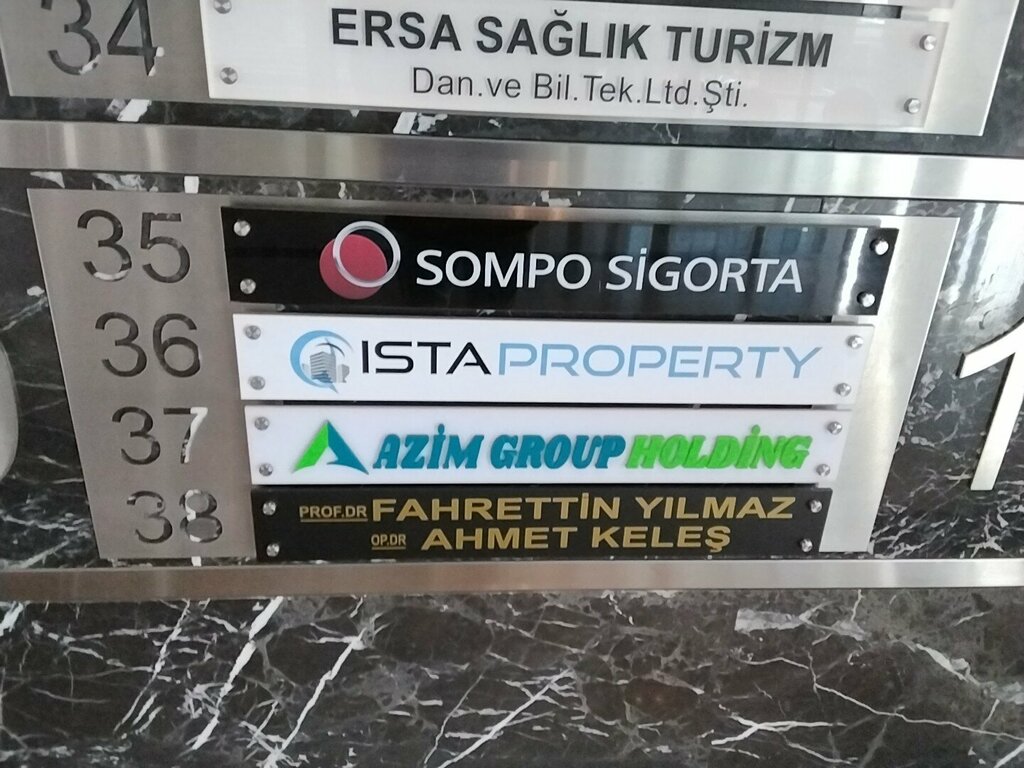 34
ERSA SAĞLIK TURİZM
Dan.ve Bil.Tek.Ltd.Şti.
35
SOMPO SİGORTA
36
ISTAPROPERTY
37
AZİM GROUP HOLDİNG
38
PROF.DR FAHRETTİN YILMAZ
OP.DR AHMET KELEŞ
1